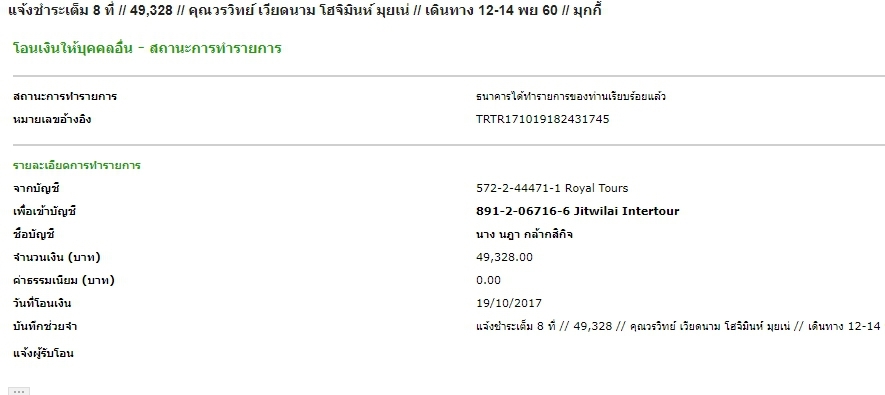 แจ้งชำระเต็ม 8 ที่ // 49,328 // คุณวรวิทย์ เวียดนาม โฮจิมินห์ มุยเน่ // เดินทาง 12-14 พย 60 // มุกกี้
โอนเงินให้บุคคลอื่น - สถานะการทำรายการ
สถานะการทำรายการ ธนาคารได้ทำรายการของท่านเรียบร้อยแล้ว
หมายเลขอ้างอิง TRTR171019182431745
รายละเอียดการทำรายการ
จากบัญชี 572-2-44471-1 Royal Tours
เพื่อเข้าบัญชี 891-2-06716-6 Jitwilai Intertour
ชื่อบัญชี นาง นฎา กล้ากสิกิจ
จำนวนเงิน (บาท) 49,328.00
ค่าธรรมเนียม (บาท) 0.00
วันที่โอนเงิน 19/10/2017
บันทึกช่วยจำ แจ้งชำระเต็ม 8 ที่ // 49,328 // คุณวรวิทย์ เวียดนาม โฮจิมินห์ มุยเน่ // เดินทาง 12-14
แจ้งผู้รับโอน